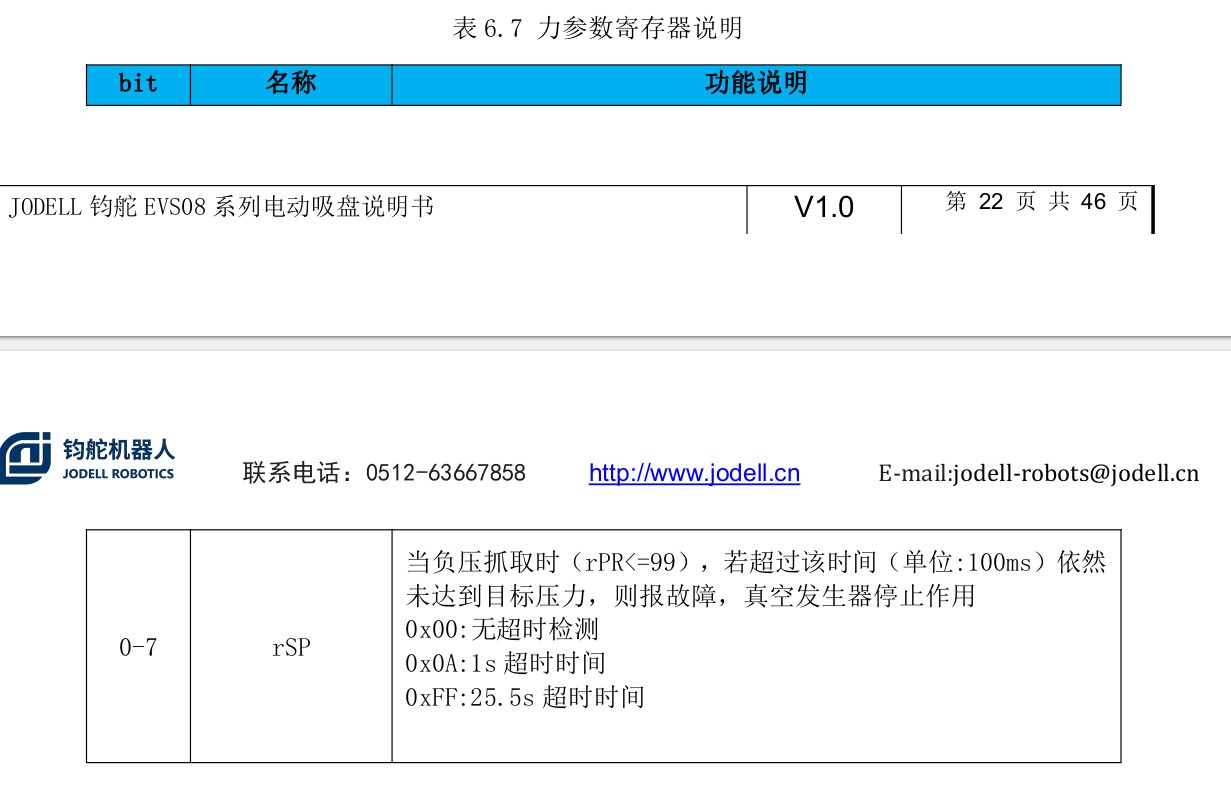 表 6.7 力参数寄存器说明
bit 名称 功能说明
JODELL 钧舵 EVS08 系列电动吸盘说明书 V1.0 第 22 页 共 46 页
钧舵机器人
JODELL ROBOTICS
联系电话：0512-63667858 http://www.jodell.cn E-mail:jodell-robots@jodell.cn
0-7 rSP
当负压抓取时（rPR<=99），若超过该时间（单位:100ms）依然
未达到目标压力，则报故障，真空发生器停止作用
0x00:无超时检测
0x0A:1s 超时时间
0xFF:25.5s 超时时间